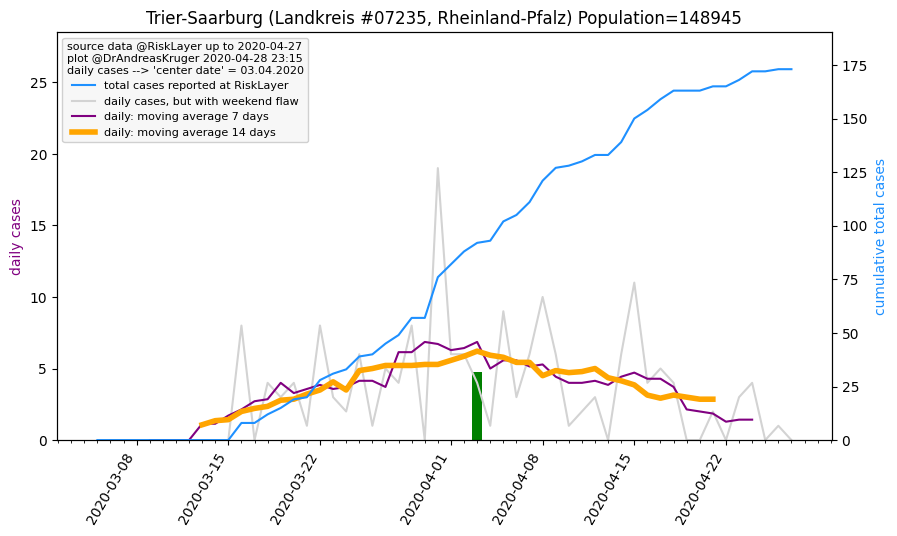 Trier-Saarburg (Landkreis #07235, Rheinland-Pfalz) Population=148945
source data @RiskLayer up to 2020-04-27
plot @DrAndreasKruger 2020-04-28 23:15
daily cases --> 'center date' = 03.04.2020
total cases reported at RiskLayer
daily cases, but with weekend flaw
daily: moving average 7 days
daily: moving average 14 days
daily cases
25
20
15
10
5
0
cumulative total cases
175
150
125
100
75
50
25
0
2020-03-08
2020-03-15
2020-03-22
2020-04-01
2020-04-08
2020-04-15
2020-04-22